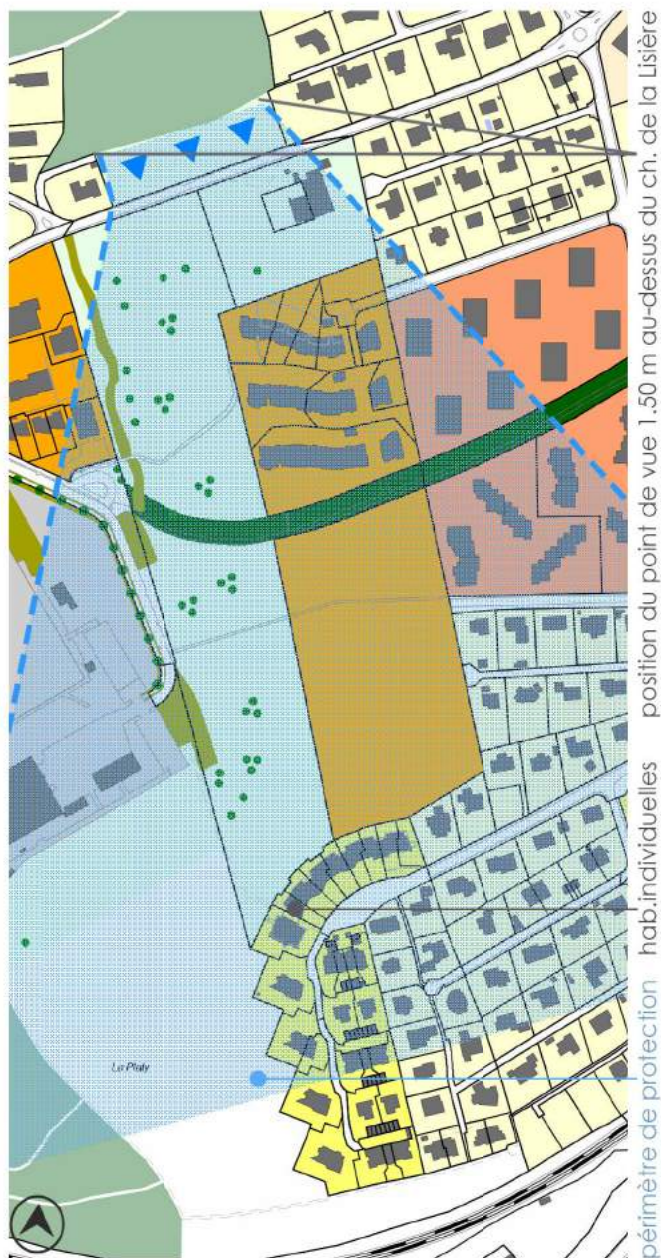 La Platy
périmètre de protection
hab.individuelles
position du point de vue 1.50 m au-dessus du ch. de la Lisière